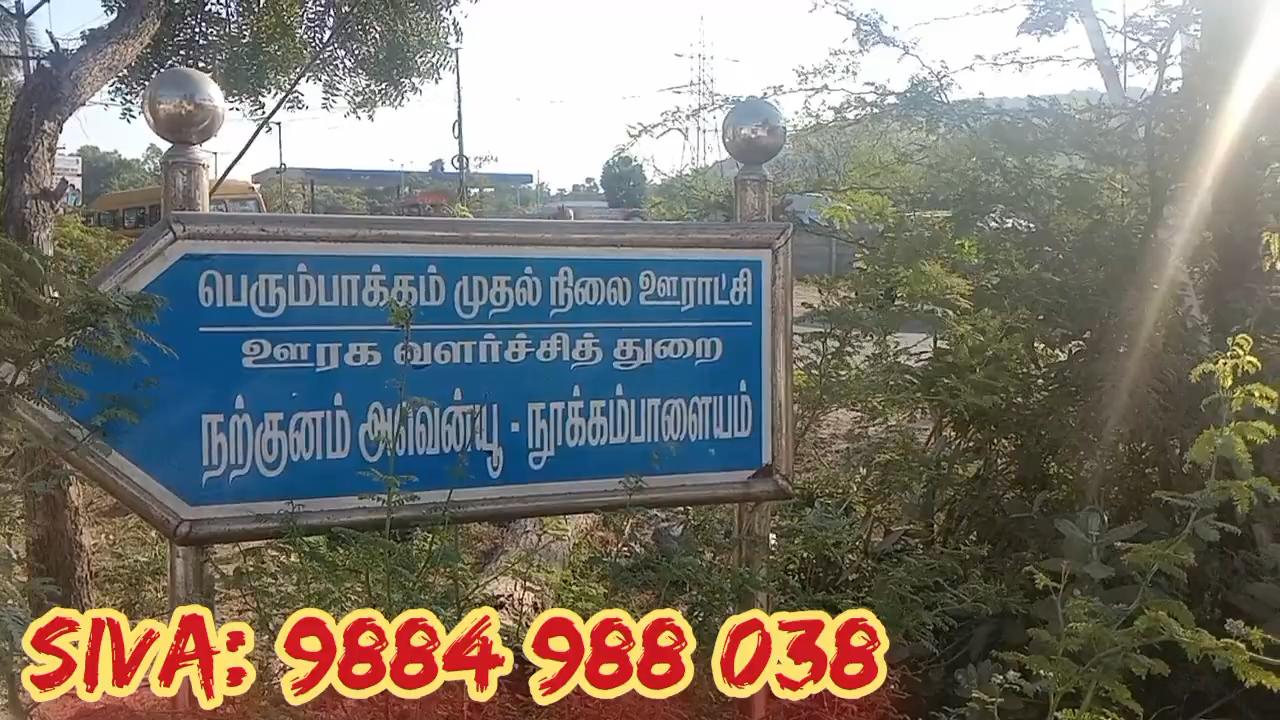 பெரும்பாக்கம் முதல் நிலை ஊராட்சி
ஊரக வளர்ச்சித் துறை
நற்குனம் அவென்யூ - நூக்கம்பாளையம்
SIVA: 9884 988 038